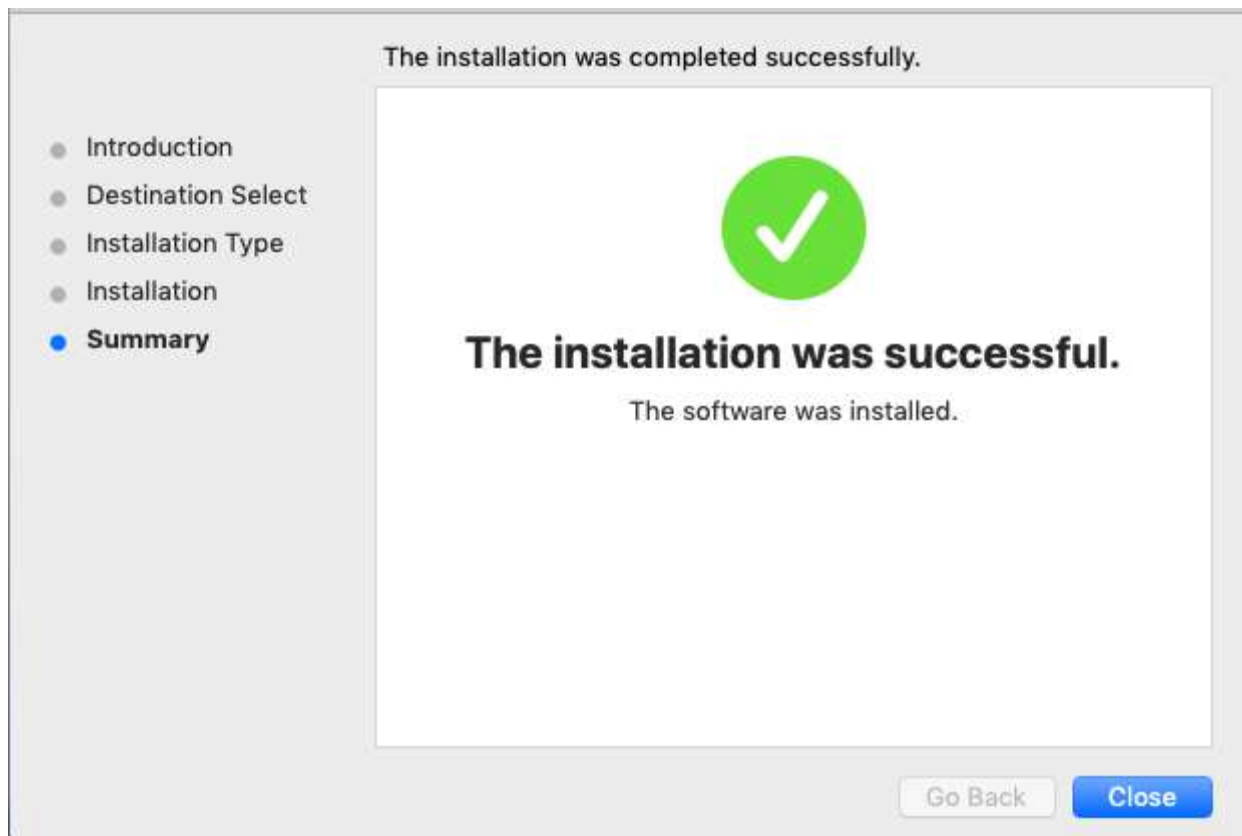 The installation was completed successfully.
Introduction
Destination Select
Installation Type
Installation
Summary
The installation was successful.
The software was installed.
Go Back
Close